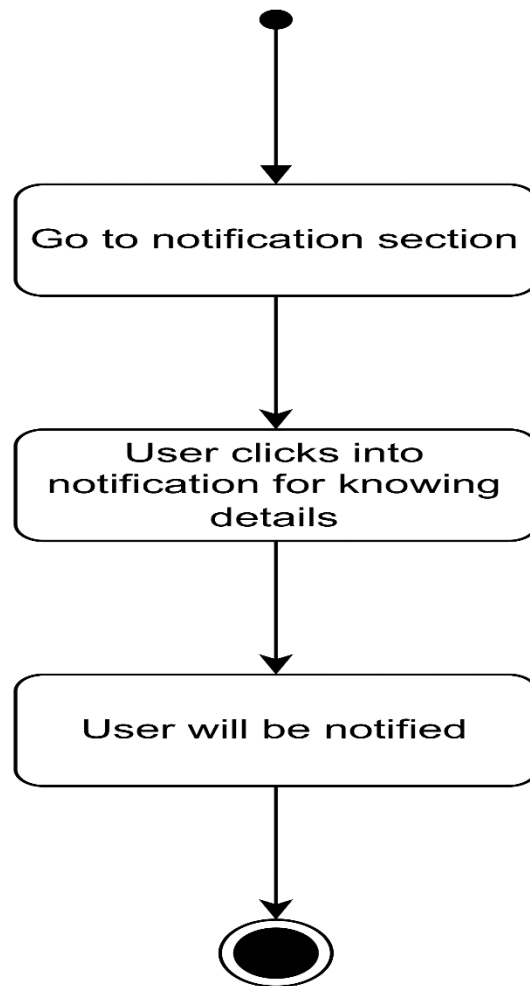 Go to notification section
User clicks into
notification for knowing
details
User will be notified